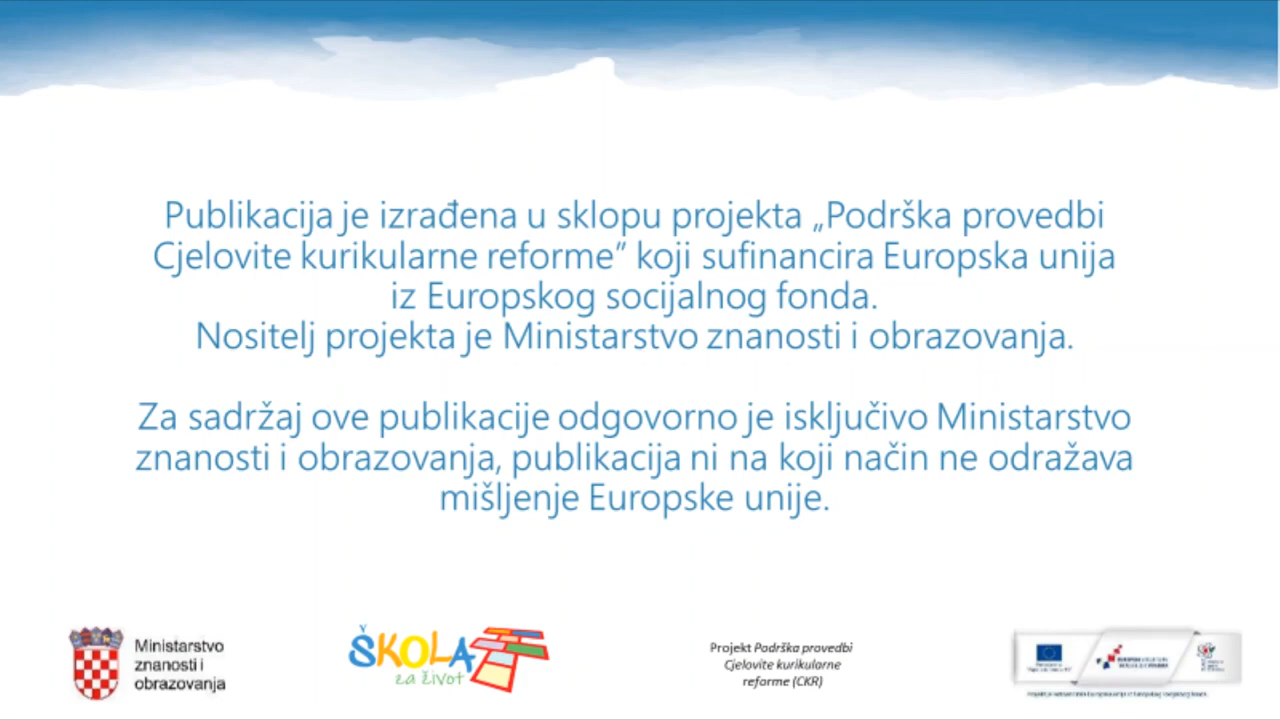 Publikacija je izrađena u sklopu projekta „Podrška provedbi
Cjelovite kurikularne reforme” koji sufinancira Europska unija
iz Europskog socijalnog fonda.
Nositelj projekta je Ministarstvo znanosti i obrazovanja.
Za sadržaj ove publikacije odgovorno je isključivo Ministarstvo
znanosti i obrazovanja, publikacija ni na koji način ne odražava
mišljenje Europske unije.
Ministarstvo
znanosti i
obrazovanja
ŠKOLA
za život
Projekt Podrška provedbi
Cjelovite kurikularne
reforme (CKR)